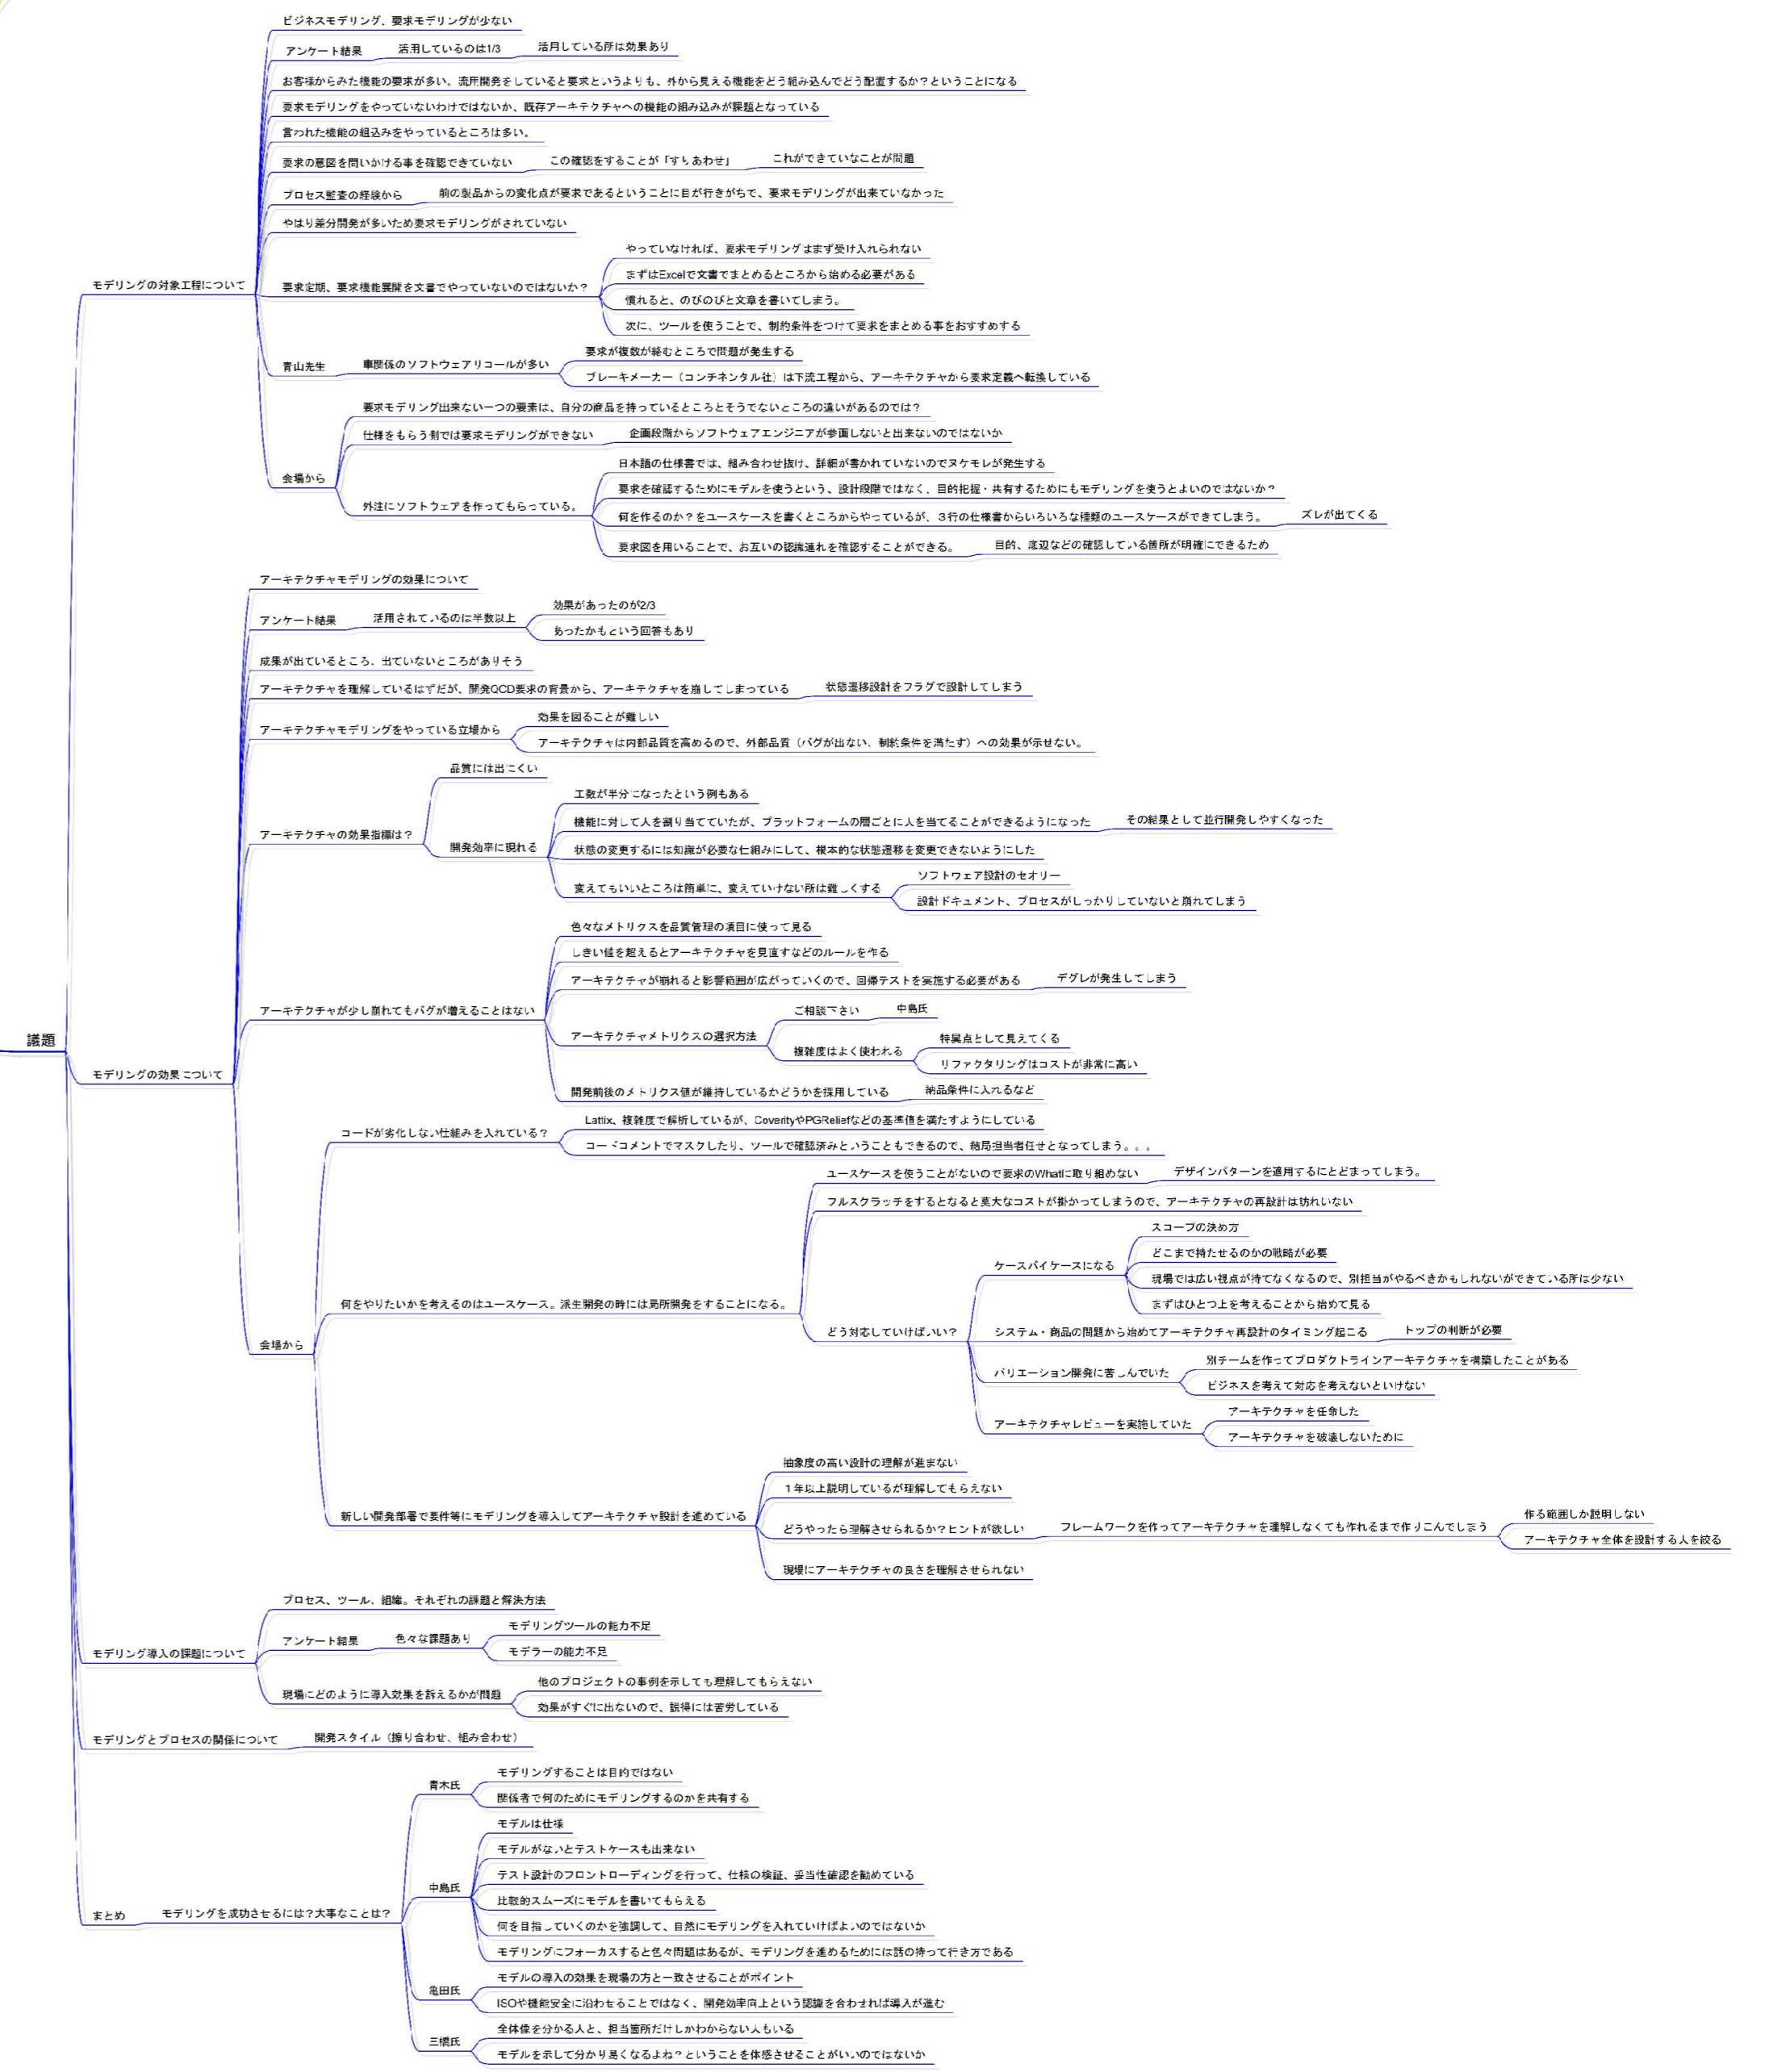 ビジネスモデリング、要求モデリングが少ない
アンケート結果
活用しているのは1/3
活用している所は効果あり
お客様からみた機能の要求が多い。流用開発をしていると要求というよりも、外から見える機能をどう組み込んでどう配置するか？ということになる
要求モデリングをやっていないわけではないが、既存アーキテクチャへの機能の組み込みが課題となっている
言われた機能の組込みをやっているところは多い。
要求の意図を問いかける事を確認できていない
この確認をすることが「すりあわせ」
これができていなことが問題
プロセス監査の経験から
前の製品からの変化点が要求であるということに目が行きがちで、要求モデリングが出来ていなかった
やはり差分開発が多いため要求モデリングがされていない
モデリングの対象工程について
要求定期、要求機能展開を文書でやっていないのではないか？
やっていなければ、要求モデリングはまず受け入れられない
まずはExcelで文書でまとめるところから始める必要がある
慣れると、のびのびと文章を書いてしまう。
次に、ツールを使うことで、制約条件をつけて要求をまとめる事をおすすめする
青山先生
車関係のソフトウェアリコールが多い
要求が複数が絡むところで問題が発生する
ブレーキメーカー（コンチネンタル社）は下流工程から、アーキテクチャから要求定義へ転換している
会場から
要求モデリング出来ない一つの要素は、自分の商品を持っているところとそうでないところの違いがあるのでは？
仕様をもらう側では要求モデリングができない
企画段階からソフトウェアエンジニアが参画しないと出来ないのではないか
外注にソフトウェアを作ってもらっている。
日本語の仕様書では、組み合わせ抜け、詳細が書かれていないのでヌケモレが発生する
要求を確認するためにモデルを使うという、設計段階ではなく、目的把握・共有するためにもモデリングを使うとよいのではないか？
何を作るのか？をユースケースを書くところからやっているが、３行の仕様書からいろいろな種類のユースケースができてしまう。
ズレが出てくる
要求図を用いることで、お互いの認識違れを確認することができる。
目的、底辺などの確認している箇所が明確にできるため
アーキテクチャモデリングの効果について
アンケート結果
活用されているのは半数以上
効果があったのが2/3
あったかもという回答もあり
成果が出ているところ、出ていないところがありそう
アーキテクチャを理解しているはずだが、開発QCD要求の背景から、アーキテクチャを崩してしまっている
状態遷移設計をフラグで設計してしまう
アーキテクチャモデリングをやっている立場から
効果を図ることが難しい
アーキテクチャは内部品質を高めるので、外部品質（バグが出ない、制約条件を満たす）への効果が示せない。
アーキテクチャの効果指標は？
品質には出にくい
開発効率に現れる
工数が半分になったという例もある
機能に対して人を割り当てていたが、プラットフォームの層ごとに人を当てることができるようになった
その結果として並行開発しやすくなった
状態の変更するには知識が必要な仕組みにして、根本的な状態遷移を変更できないようにした
変えてもいいところは簡単に、変えていけない所は難しくする
ソフトウェア設計のセオリー
設計ドキュメント、プロセスがしっかりしていないと崩れてしまう
アーキテクチャが少し崩れてもバグが増えることはない
色々なメトリクスを品質管理の項目に使って見る
しきい値を超えるとアーキテクチャを見直すなどのルールを作る
アーキテクチャが崩れると影響範囲が広がっていくので、回帰テストを実施する必要がある
デグレが発生してしまう
アーキテクチャメトリクスの選択方法
ご相談下さい
中島氏
複雑度はよく使われる
特異点として見えてくる
リファクタリングはコストが非常に高い
開発前後のメトリクス値が維持しているかどうかを採用している
納品条件に入れるなど
議題
モデリングの効果について
会場から
コードが劣化しない仕組みを入れている？
Lattix、複雑度で解析しているが、CoverityやPGReliefなどの基準値を満たすようにしている
コードコメントでマスクしたり、ツールで確認済みということもできるので、結局担当者任せとなってしまう。。。
何をやりたいかを考えるのはユースケース。派生開発の時には局所開発をすることになる。
ユースケースを使うことがないので要求のWhatに取り組めない
デザインパターンを適用するにとどまってしまう。
フルスクラッチをするとなると莫大なコストが掛かってしまうので、アーキテクチャの再設計は訪れない
どう対応していけばいい？
ケースバイケースになる
スコープの決め方
どこまで持たせるのかの戦略が必要
現場では広い視点が持てなくなるので、別担当がやるべきかもしれないができている所は少ない
まずはひとつ上を考えることから始めて見る
システム・商品の問題から始めてアーキテクチャ再設計のタイミング起こる
トップの判断が必要
バリエーション開発に苦しんでいた
別チームを作ってプロダクトラインアーキテクチャを構築したことがある
ビジネスを考えて対応を考えないといけない
アーキテクチャレビューを実施していた
アーキテクチャを任命した
アーキテクチャを破壊しないために
新しい開発部署で要件等にモデリングを導入してアーキテクチャ設計を進めている
抽象度の高い設計の理解が進まない
１年以上説明しているが理解してもらえない
どうやったら理解させられるか？ヒントが欲しい
フレームワークを作ってアーキテクチャを理解しなくても作れるまで作りこんでしまう
作る範囲しか説明しない
アーキテクチャ全体を設計する人を絞る
現場にアーキテクチャの良さを理解させられない
モデリング導入の課題について
プロセス、ツール、組織。それぞれの課題と解決方法
アンケート結果
色々な課題あり
モデリングツールの能力不足
モデラーの能力不足
現場にどのように導入効果を訴えるかが問題
他のプロジェクトの事例を示しても理解してもらえない
効果がすぐに出ないので、説得には苦労している
モデリングとプロセスの関係について
開発スタイル（擦り合わせ、組み合わせ）
まとめ
モデリングを成功させるには？大事なことは？
青木氏
モデリングすることは目的ではない
関係者で何のためにモデリングするのかを共有する
中島氏
モデルは仕様
モデルがないとテストケースも出来ない
テスト設計のフロントローディングを行って、仕様の検証、妥当性確認を勧めている
比較的スムーズにモデルを書いてもらえる
何を目指していくのかを強調して、自然にモデリングを入れていけばよいのではないか
モデリングにフォーカスすると色々問題はあるが、モデリングを進めるためには話の持って行き方である
亀田氏
モデルの導入の効果を現場の方と一致させることがポイント
ISOや機能安全に沿わせることではなく、開発効率向上という認識を合わせれば導入が進む
三橋氏
全体像を分かる人と、担当箇所だけしかわからない人もいる
モデルを示して分かり易くなるよね？ということを体感させることがいいのではないか